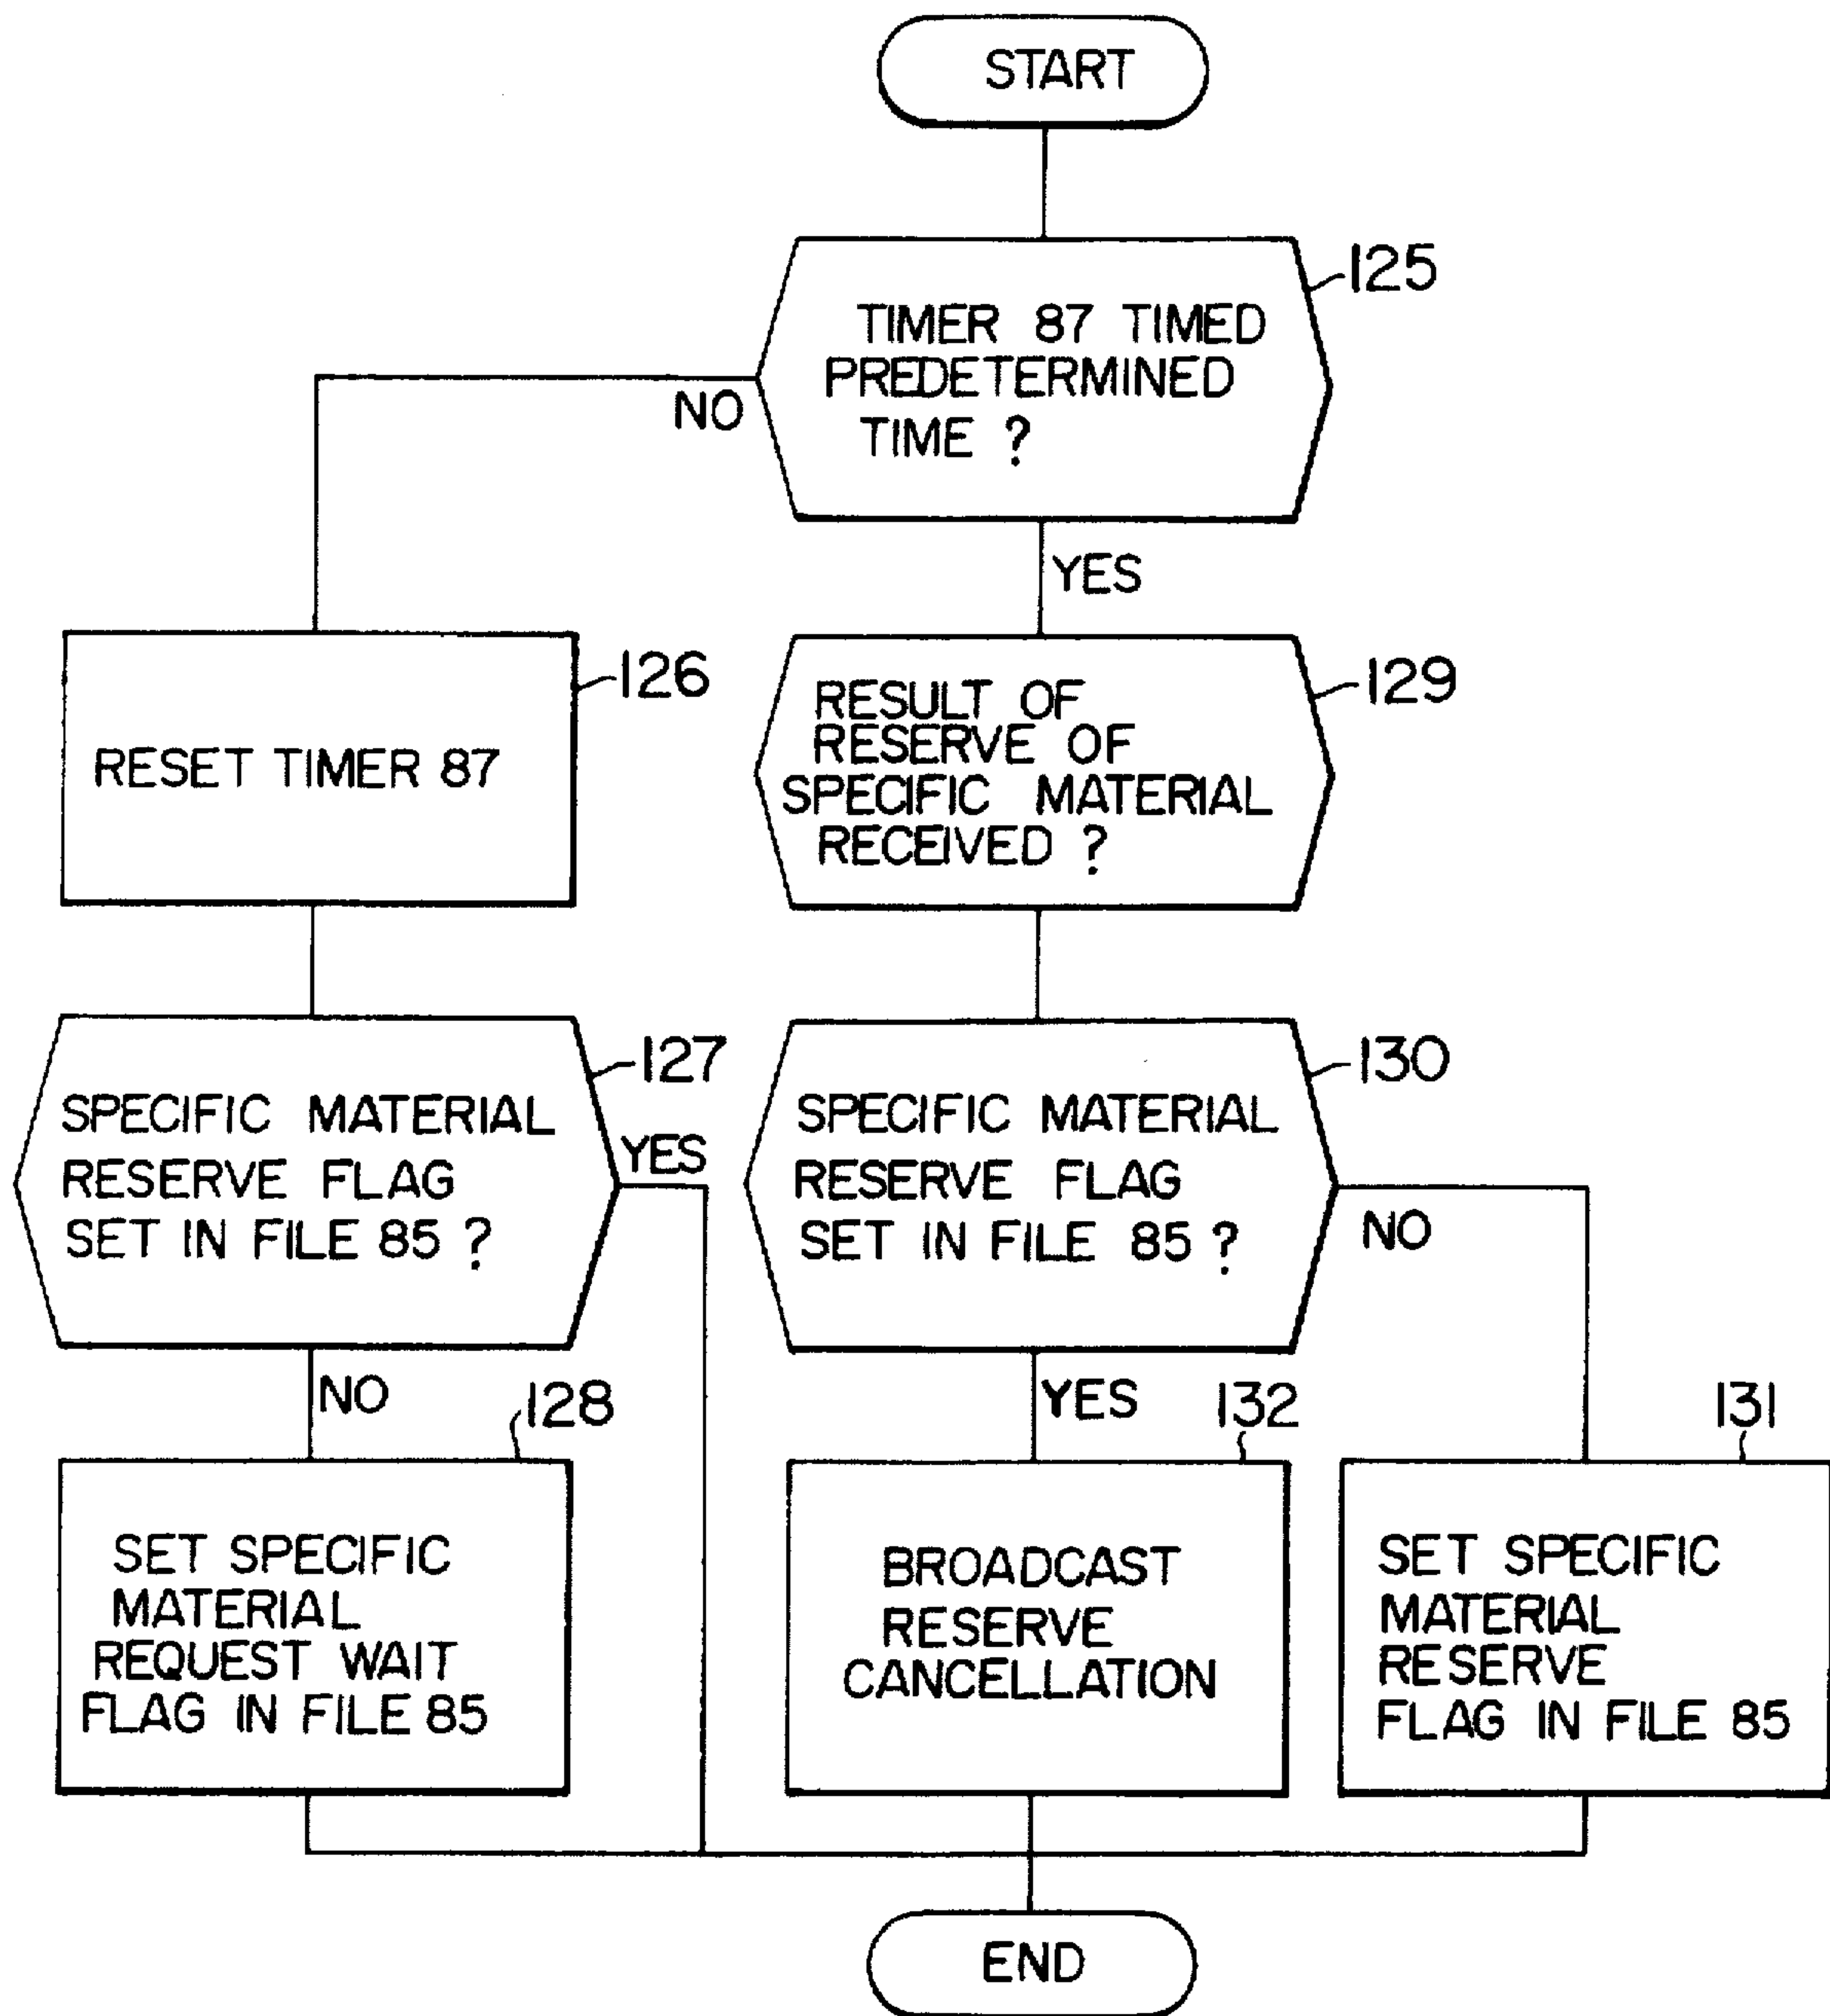 START
125
TIMER 87 TIMED
PREDETERMINED
TIME ?
NO
YES
126
RESET TIMER 87
129
RESULT OF
RESERVE OF
SPECIFIC MATERIAL
RECEIVED ?
127
SPECIFIC MATERIAL
RESERVE FLAG
SET IN FILE 85 ?
YES
NO
130
SPECIFIC MATERIAL
RESERVE FLAG
SET IN FILE 85 ?
NO
YES
128
SET SPECIFIC
MATERIAL
REQUEST WAIT
FLAG IN FILE 85
132
BROADCAST
RESERVE
CANCELLATION
131
SET SPECIFIC
MATERIAL
RESERVE
FLAG IN FILE 85
END